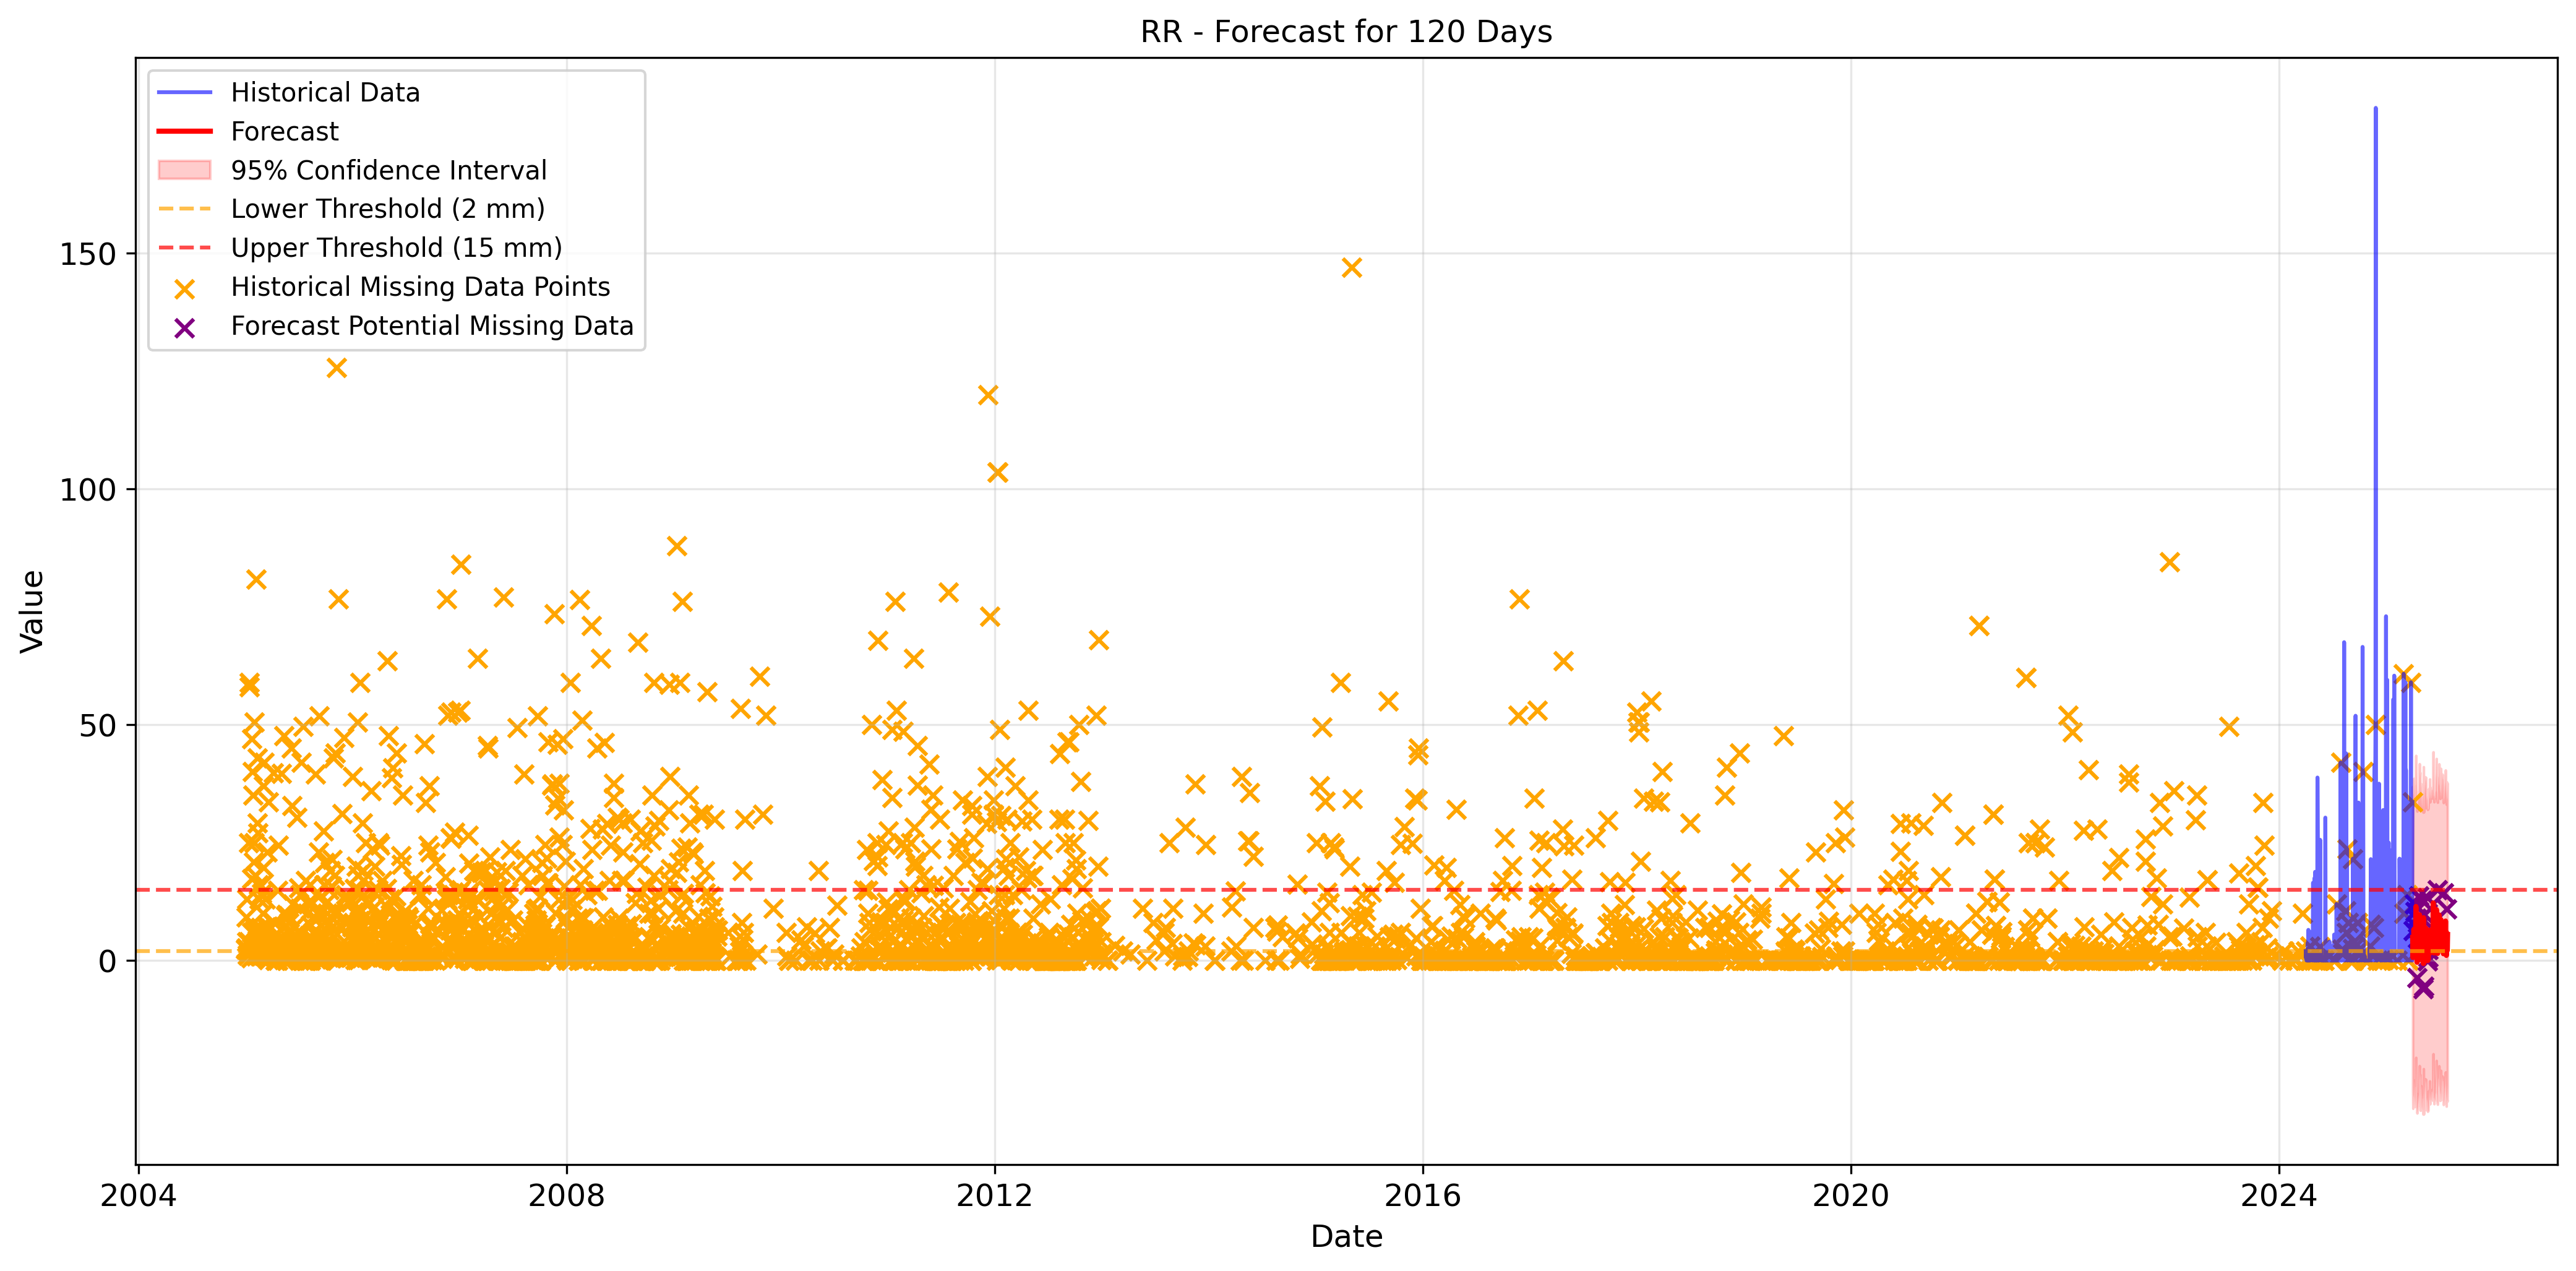 RR - Forecast for 120 Days
Historical Data
Forecast
95% Confidence Interval
Lower Threshold (2 mm)
Upper Threshold (15 mm)
Historical Missing Data Points
Forecast Potential Missing Data
Value
150
100
50
0
2004 2008 2012 2016 2020 2024
Date